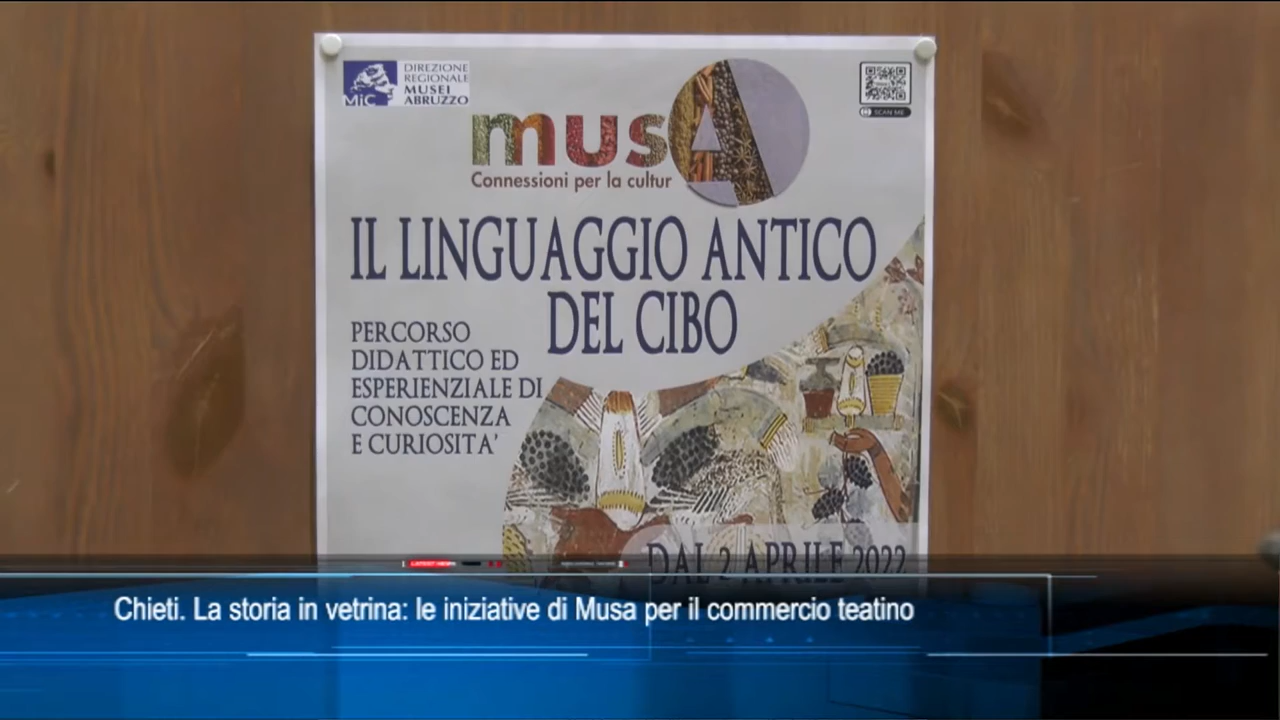 MiC
DIREZIONE
REGIONALE
MUSEI
ABRUZZO
SCAN ME
musA
Connessioni per la cultur
IL LINGUAGGIO ANTICO
DEL CIBO
PERCORSO
DIDATTICO ED
ESPERIENZIALE DI
CONOSCENZA
E CURIOSITA'
DAL 2 APRILE 2022
LATEST NEWS
Chieti. La storia in vetrina: le iniziative di Musa per il commercio teatino